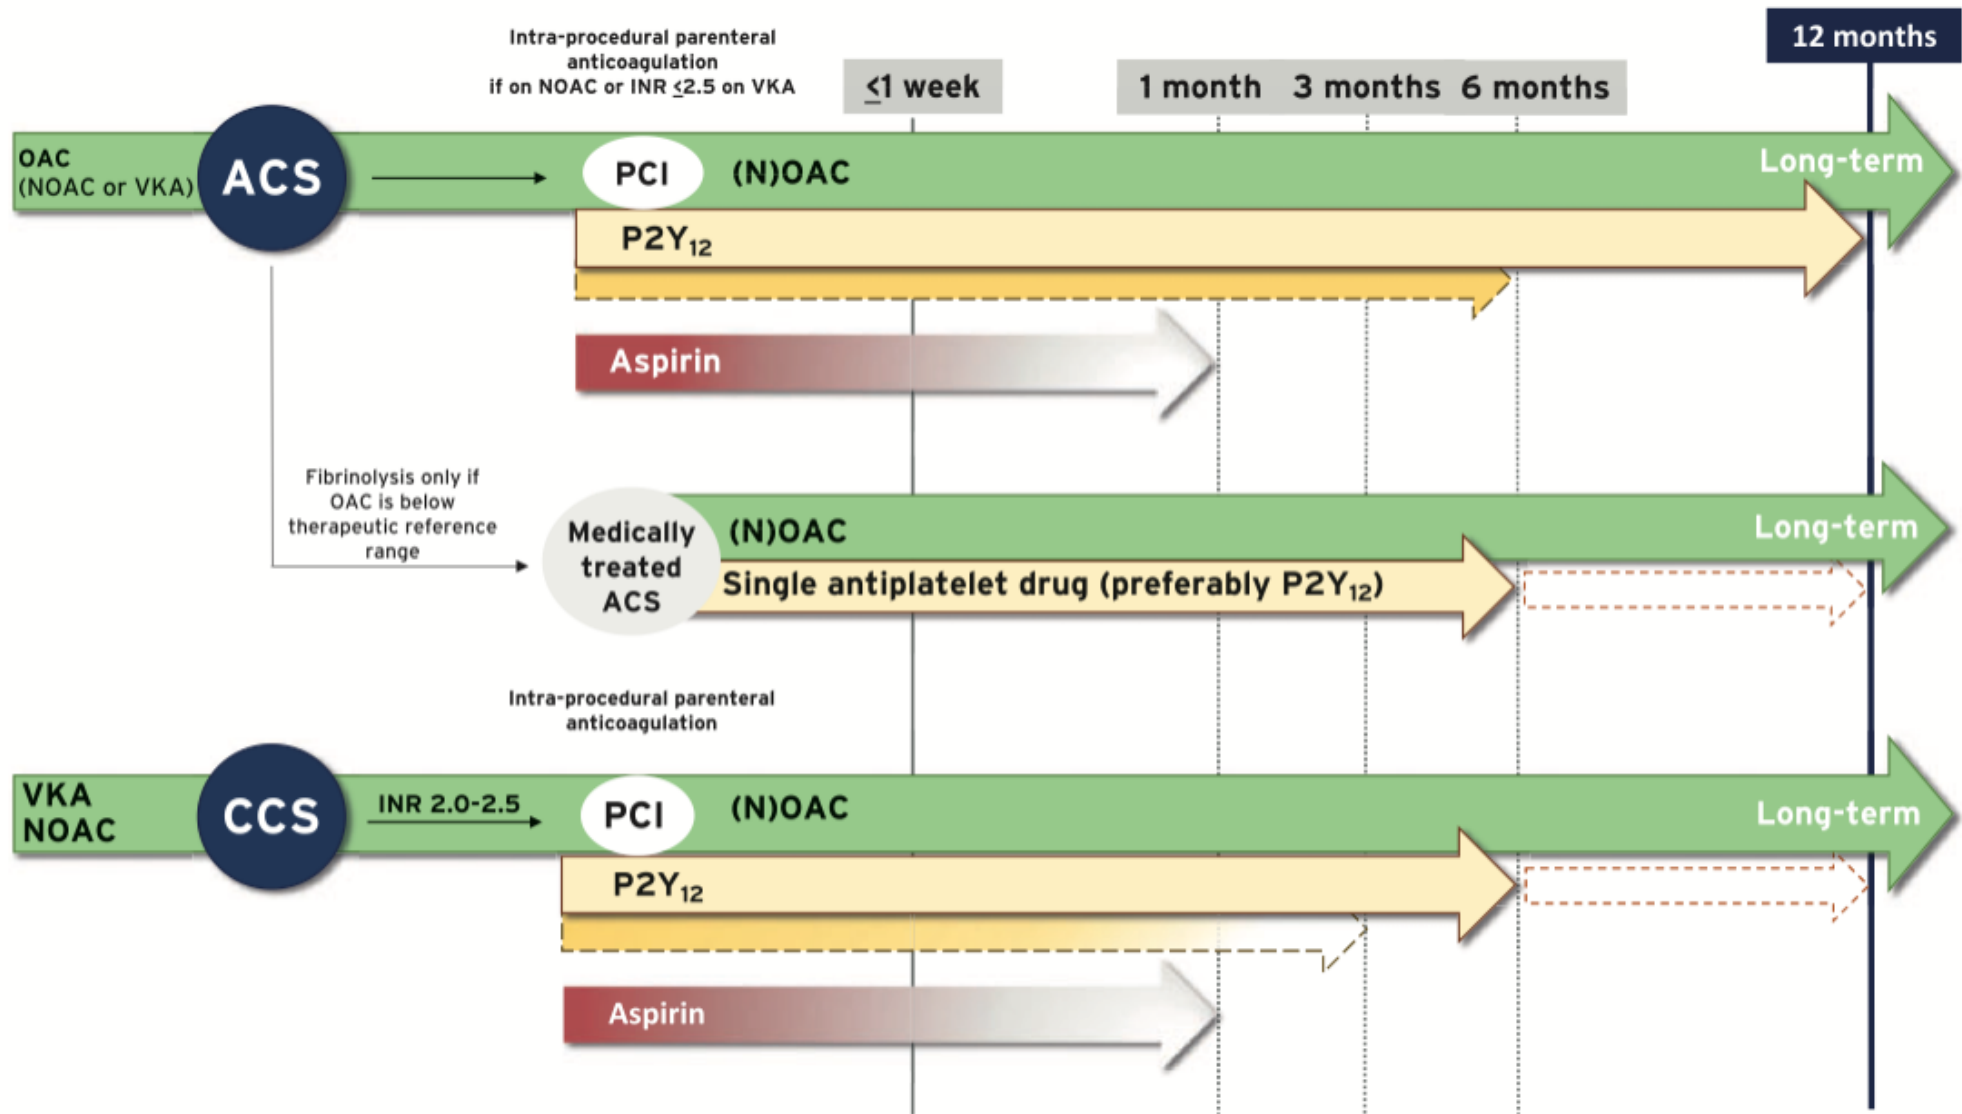 12 months
Intra-procedural parenteral
anticoagulation
if on NOAC or INR ≤2.5 on VKA
≤1 week
1 month
3 months
6 months
OAC
(NOAC or VKA)
ACS
PCI
(N)OAC
Long-term
P2Y12
Aspirin
Fibrinolysis only if
OAC is below
therapeutic reference
range
Medically
treated
ACS
(N)OAC
Long-term
Single antiplatelet drug (preferably P2Y12)
Intra-procedural parenteral
anticoagulation
VKA
NOAC
CCS
INR 2.0-2.5
PCI
(N)OAC
Long-term
P2Y12
Aspirin